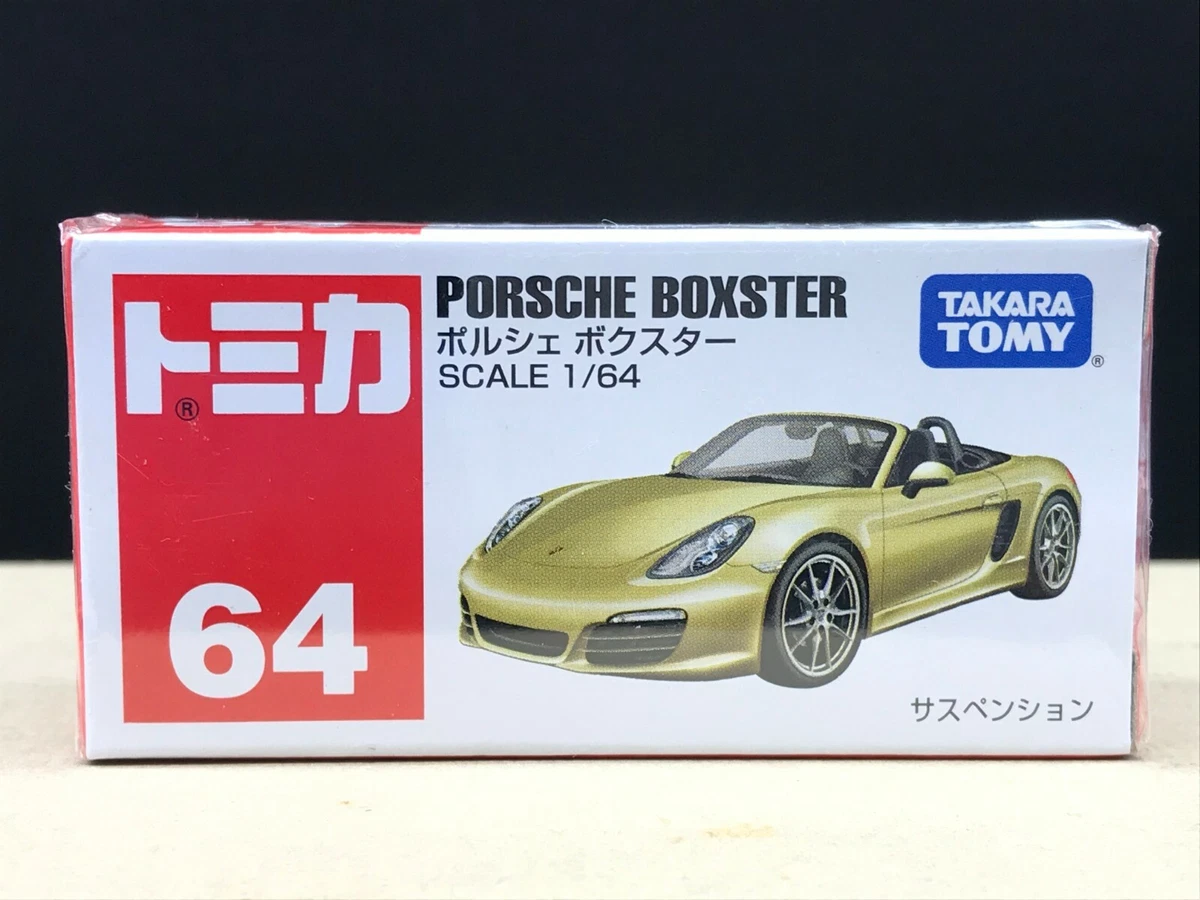 トミカ®
64
PORSCHE BOXSTER
ポルシェ ボクスター
SCALE 1/64
TAKARA
TOMY®
サスペンション